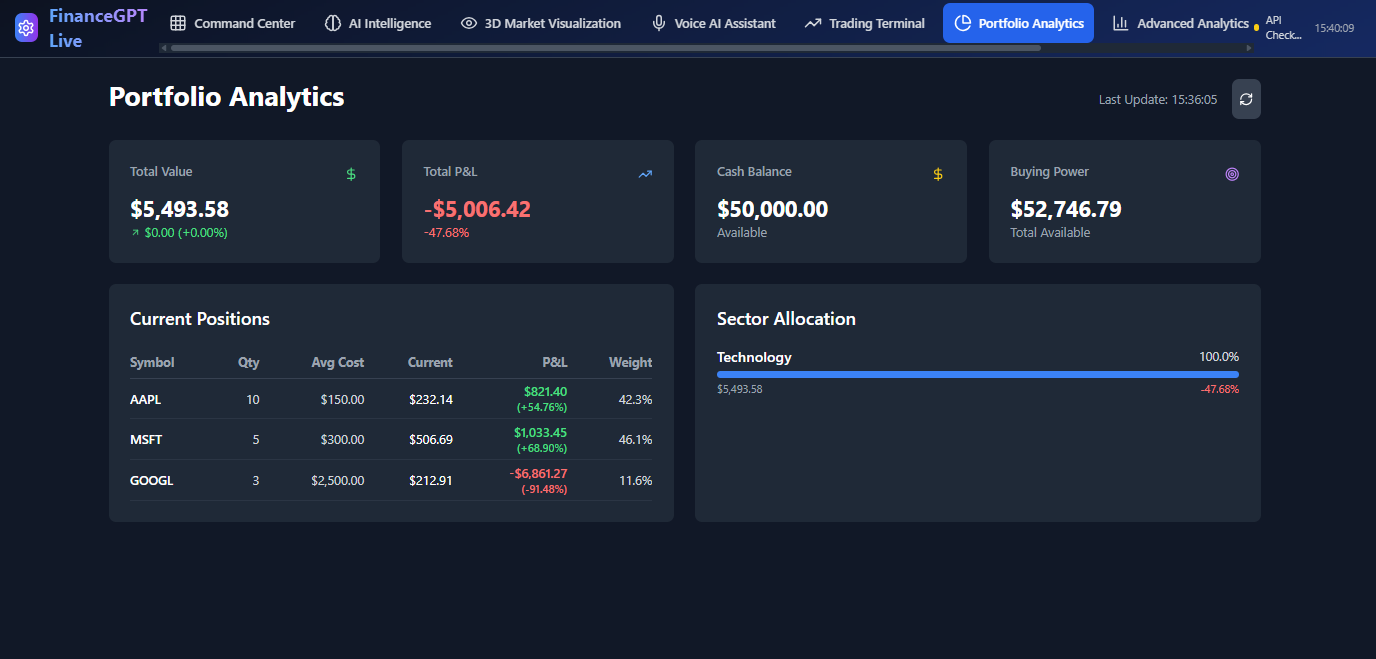 FinanceGPT Live
Command Center
AI Intelligence
3D Market Visualization
Voice AI Assistant
Trading Terminal
Portfolio Analytics
Advanced Analytics
API Check...
15:40:09
Portfolio Analytics
Last Update: 15:36:05
Total Value
$
$5,493.58
$0.00 (+0.00%)
Total P&L
-$5,006.42
-47.68%
Cash Balance
$
$50,000.00
Available
Buying Power
$52,746.79
Total Available
Current Positions
Symbol Qty Avg Cost Current P&L Weight
AAPL 10 $150.00 $232.14 $821.40 (+54.76%) 42.3%
MSFT 5 $300.00 $506.69 $1,033.45 (+68.90%) 46.1%
GOOGL 3 $2,500.00 $212.91 -$6,861.27 (-91.48%) 11.6%
Sector Allocation
Technology 100.0%
$5,493.58 -47.68%